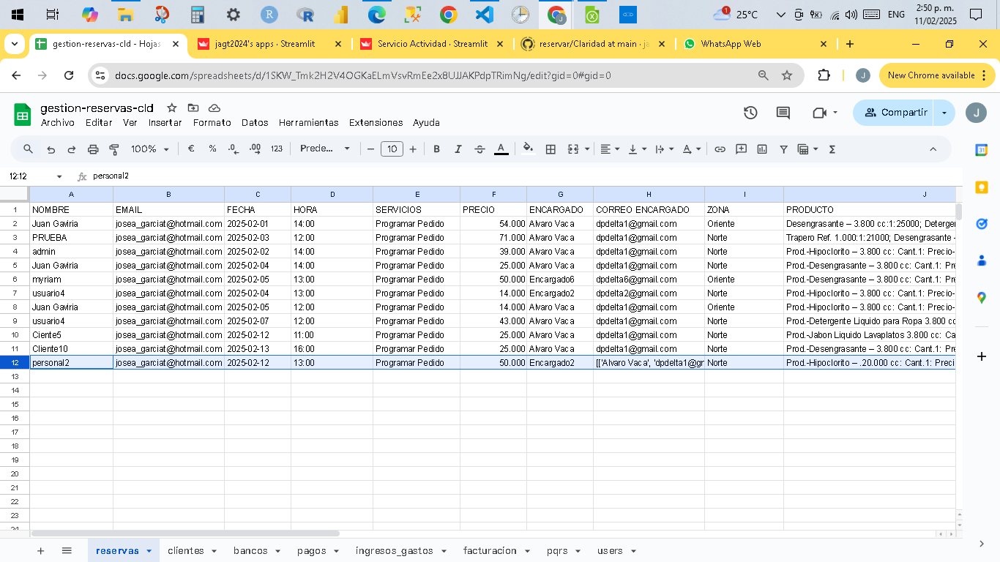 25°C
ENG
2:50 p. m.
11/02/2025
gestion-reservas-cld - Hojas
jagt2024's apps · Streamlit
Servicio Actividad · Streamlit
reservar/Claridad at main · ja
WhatsApp Web
docs.google.com/spreadsheets/d/1SKW_Tmk2H2V4OGKaELmVsvRmEe2x8UJJAKPdpTRimNg/edit?gid=0#gid=0
J
New Chrome available
gestion-reservas-cld
Archivo Editar Ver Insertar Formato Datos Herramientas Extensiones Ayuda
Compartir
J
100% € % .0 .00 123 Prede... 10 B I A Σ
12:12 fx personal2
A B C D E F G H I J
1 NOMBRE EMAIL FECHA HORA SERVICIOS PRECIO ENCARGADO CORREO ENCARGADO ZONA PRODUCTO
2 Juan Gaviria josea_garciat@hotmail.com 2025-02-01 14:00 Programar Pedido 54.000 Alvaro Vaca dpdelta1@gmail.com Oriente Desengrasante – 3.800 cc:1:25000; Deterger
3 PRUEBA josea_garciat@hotmail.com 2025-02-03 12:00 Programar Pedido 71.000 Alvaro Vaca dpdelta1@gmail.com Norte Trapero Ref. 1.000:1:21000; Desengrasante -
4 admin josea_garciat@hotmail.com 2025-02-02 14:00 Programar Pedido 39.000 Alvaro Vaca dpdelta1@gmail.com Norte Prod.-Hipoclorito – 3.800 cc: Cant.1: Precio-
5 Juan Gaviria josea_garciat@hotmail.com 2025-02-04 14:00 Programar Pedido 25.000 Alvaro Vaca dpdelta1@gmail.com Norte Prod.-Desengrasante – 3.800 cc: Cant.1: Pre
6 myriam josea_garciat@hotmail.com 2025-02-05 13:00 Programar Pedido 50.000 Encargado6 dpdelta6@gmail.com Oriente Prod.-Desengrasante – 3.800 cc: Cant.1: Pre
7 usuario4 josea_garciat@hotmail.com 2025-02-04 13:00 Programar Pedido 14.000 Encargado2 dpdelta2@gmail.com Norte Prod.-Hipoclorito – 3.800 cc: Cant.1: Precio-
8 Juan Gaviria josea_garciat@hotmail.com 2025-02-05 12:00 Programar Pedido 14.000 Alvaro Vaca dpdelta1@gmail.com Oriente Prod.-Hipoclorito – 3.800 cc: Cant.1: Precio-
9 usuario4 josea_garciat@hotmail.com 2025-02-07 12:00 Programar Pedido 43.000 Alvaro Vaca dpdelta1@gmail.com Norte Prod.-Detergente Liquido para Ropa 3.800 cc
10 Ciente5 josea_garciat@hotmail.com 2025-02-12 11:00 Programar Pedido 25.000 Alvaro Vaca dpdelta1@gmail.com Norte Prod.-Jabon Liquido Lavaplatos 3.800 cc: Ca
11 Cliente10 josea_garciat@hotmail.com 2025-02-13 16:00 Programar Pedido 25.000 Alvaro Vaca dpdelta1@gmail.com Norte Prod.-Desengrasante – 3.800 cc: Cant.1: Pre
12 personal2 josea_garciat@hotmail.com 2025-02-12 13:00 Programar Pedido 50.000 Encargado2 [['Alvaro Vaca', 'dpdelta1@gr Norte Prod.-Hipoclorito – .20.000 cc: Cant.1: Preci
13
14
15
16
17
18
19
20
21
22
23
24
reservas clientes bancos pagos ingresos_gastos facturacion pqrs users